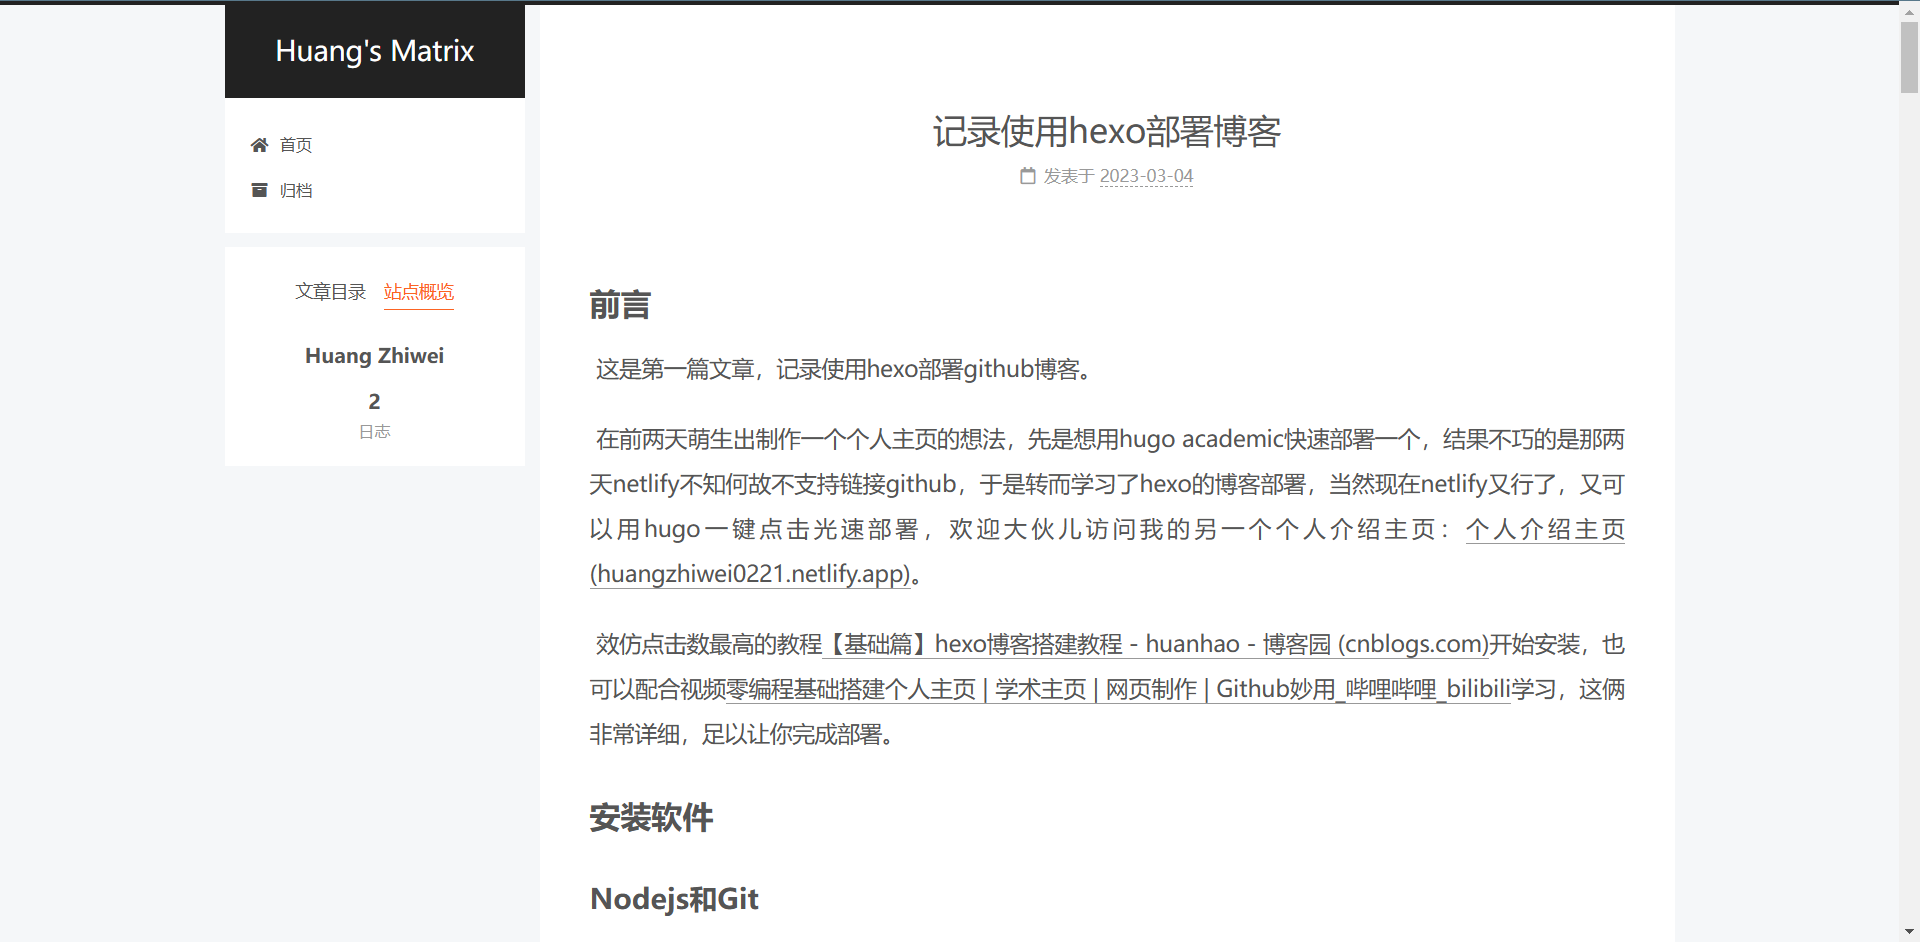 Huang's Matrix
首页
归档
文章目录 站点概览
Huang Zhiwei
2
日志
记录使用hexo部署博客
发表于 2023-03-04
前言
这是第一篇文章，记录使用hexo部署github博客。
在前两天萌生出制作一个个人主页的想法，先是想用hugo academic快速部署一个，结果不巧的是那两
天netlify不知何故不支持链接github，于是转而学习了hexo的博客部署，当然现在netlify又行了，又可
以用hugo一键点击光速部署，欢迎大伙儿访问我的另一个个人介绍主页：个人介绍主页
(huangzhiwei0221.netlify.app)。
效仿点击数最高的教程【基础篇】hexo博客搭建教程 - huanhao - 博客园 (cnblogs.com)开始安装，也
可以配合视频零编程基础搭建个人主页 | 学术主页 | 网页制作 | Github妙用_哔哩哔哩_bilibili学习，这俩
非常详细，足以让你完成部署。
安装软件
Nodejs和Git